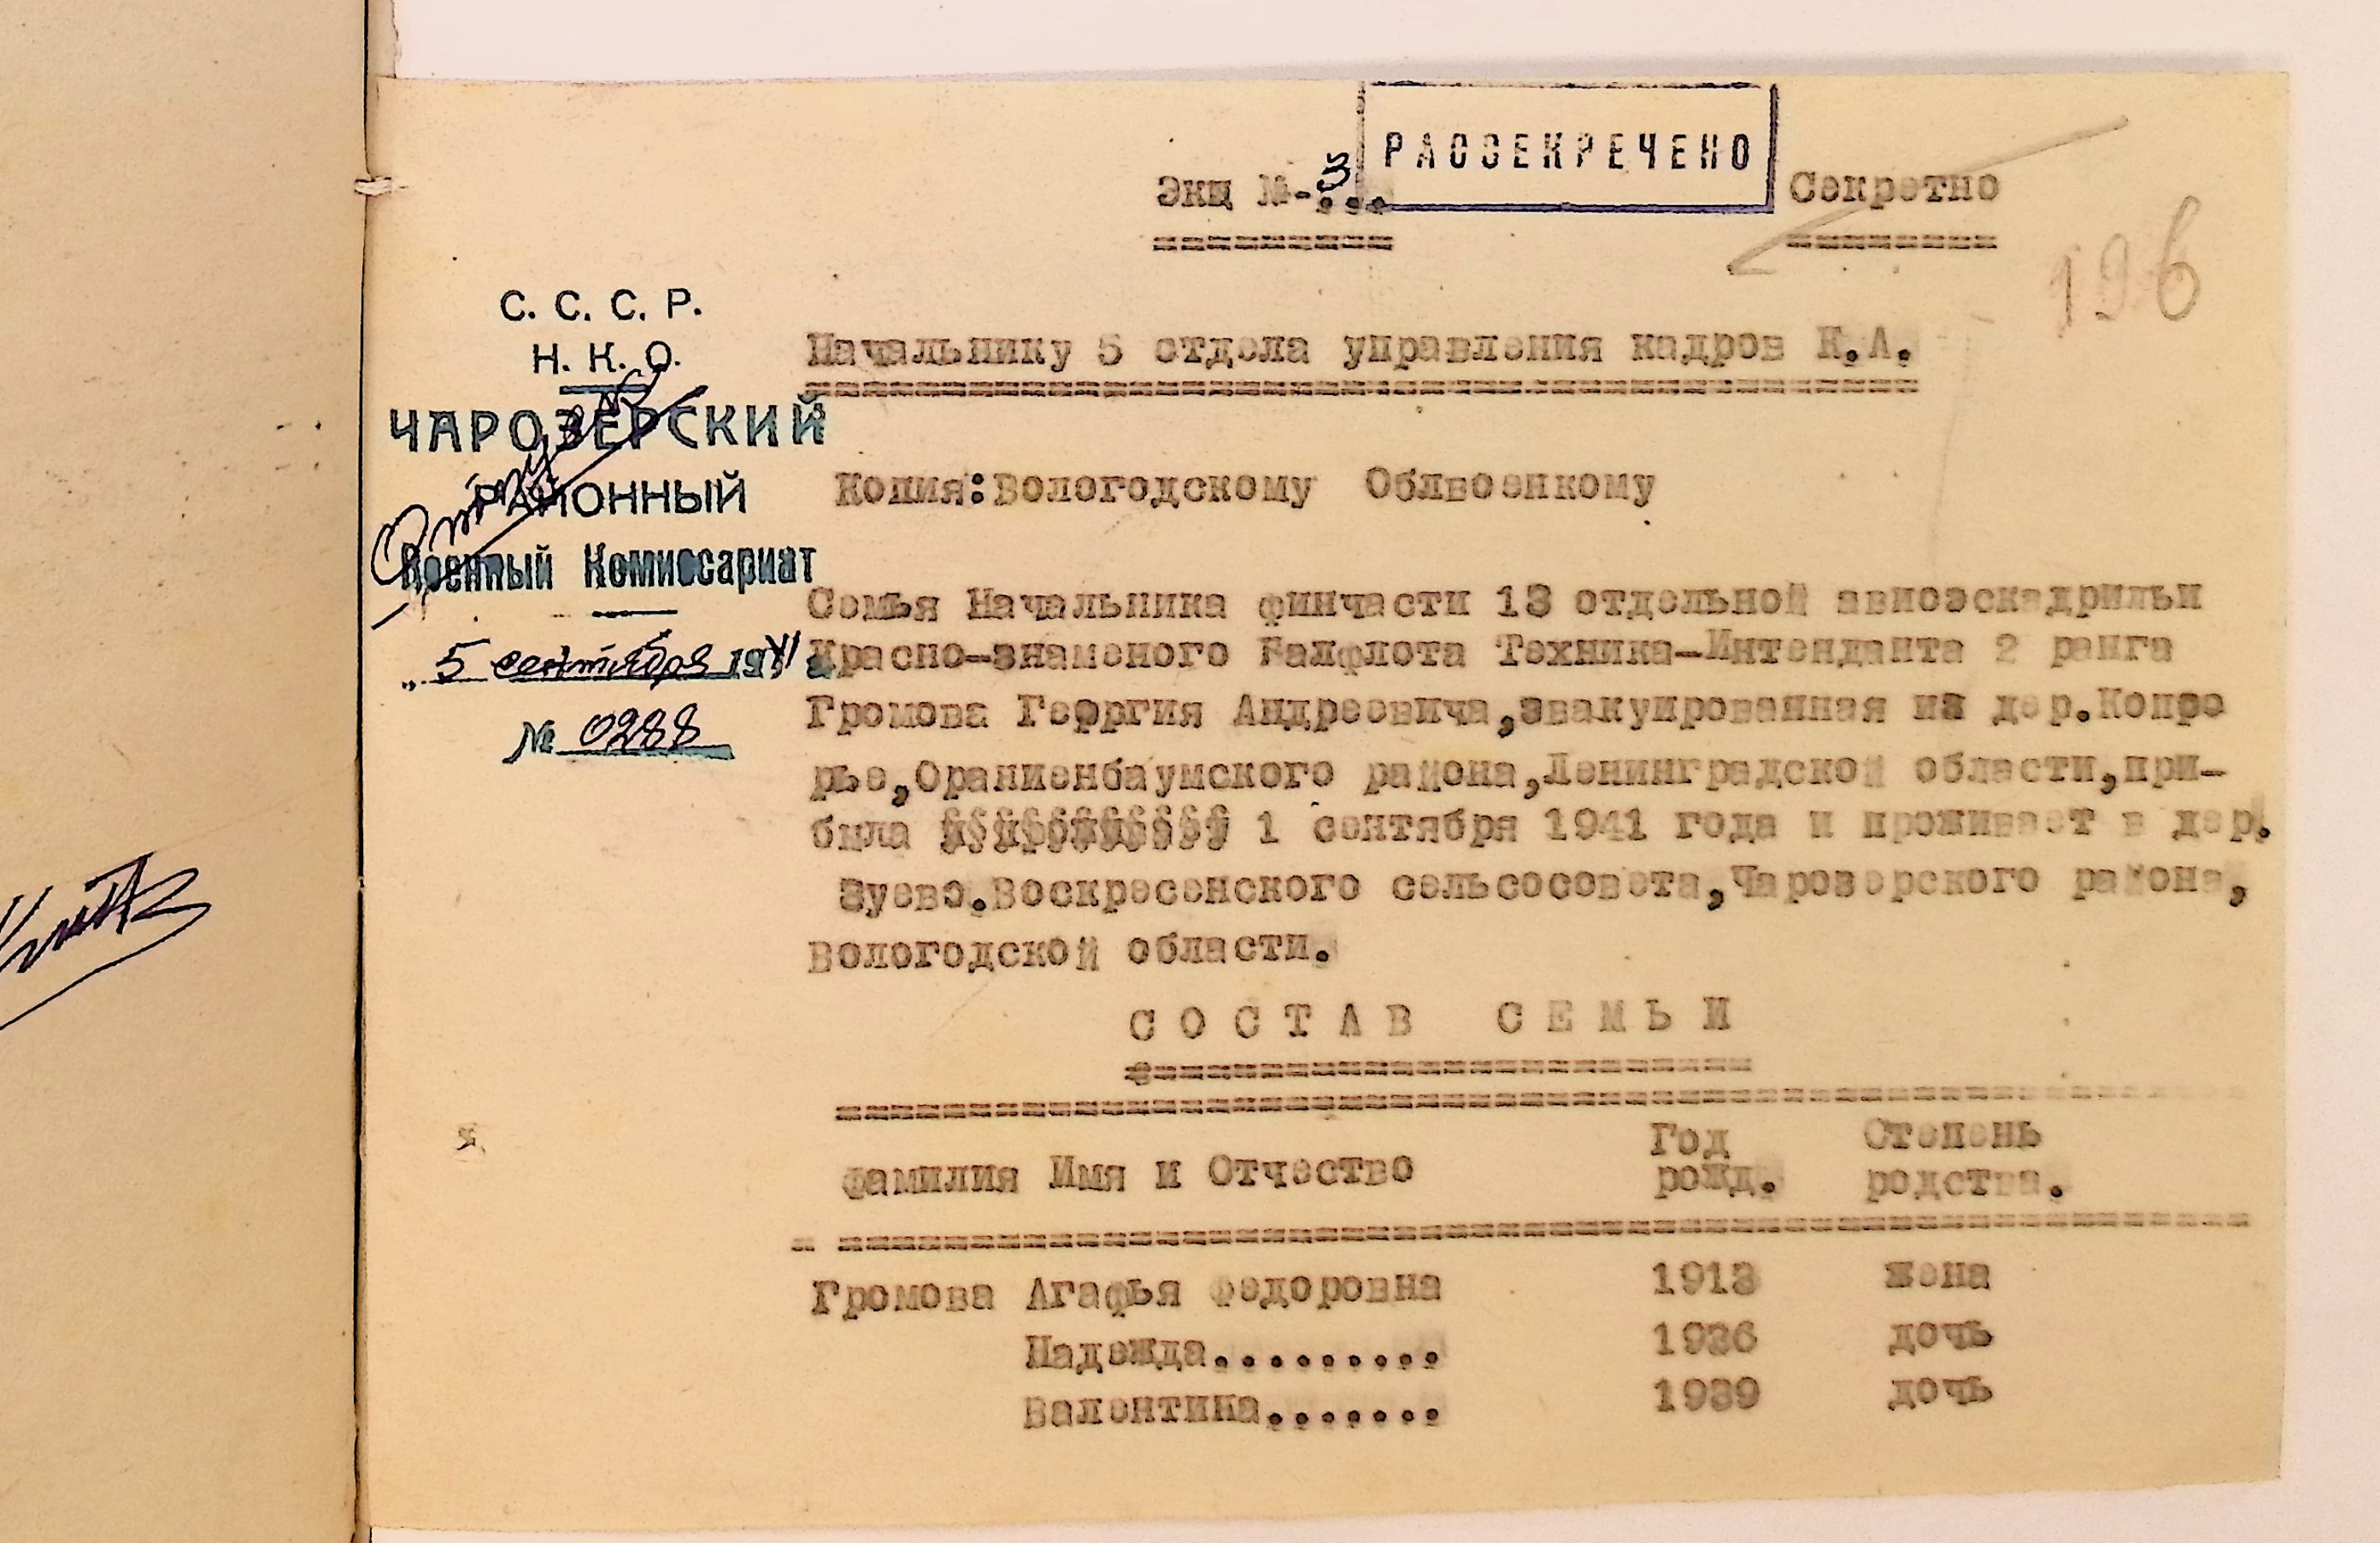 РАССЕКРЕЧЕНО
Экщ №-3... Секретно
196
С. С. С. Р.
Н. К. О.
ЧАРОЗЕРСКИЙ
РАЙОННЫЙ
Военный Комиссариат
„ 5 сентября 1941 г.
№ 0288
Начальнику 5 отдела управления кадров К.А.
Копия:Вологодскому Облвоенкому
Семья Начальника финчасти 13 отдельной авиоэскадрильи
Красно-знаменого Балфлота Техника-Интенданта 2 ранга
Громова Георгия Андреевича,эвакуированная из дер.Копро
рье,Ораниенбаумского района,Ленинградской области,при-
была 1 сентября 1941 года и проживает в дер.
Зуево.Воскресенского сельсосовета,Чарозерского района,
Вологодской области.
СОСТАВ СЕМЬИ
Фамилия Имя и Отчество Год рожд. Степень родства.
Громова Агафья Федоровна 1913 жена
Надежда......... 1936 дочь
Валентина....... 1939 дочь